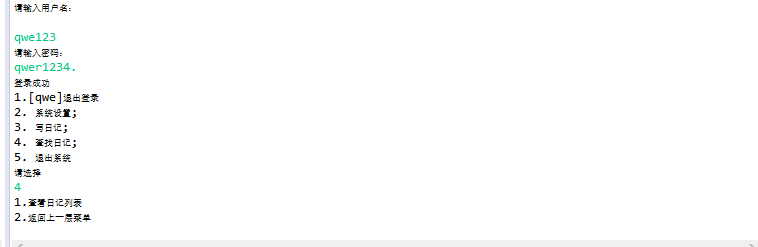 请输入用户名:
qwe123
请输入密码:
qwer1234.
登录成功
1.[qwe]退出登录
2. 系统设置;
3. 写日记;
4. 查找日记;
5. 退出系统
请选择
4
1.查看日记列表
2.返回上一层菜单